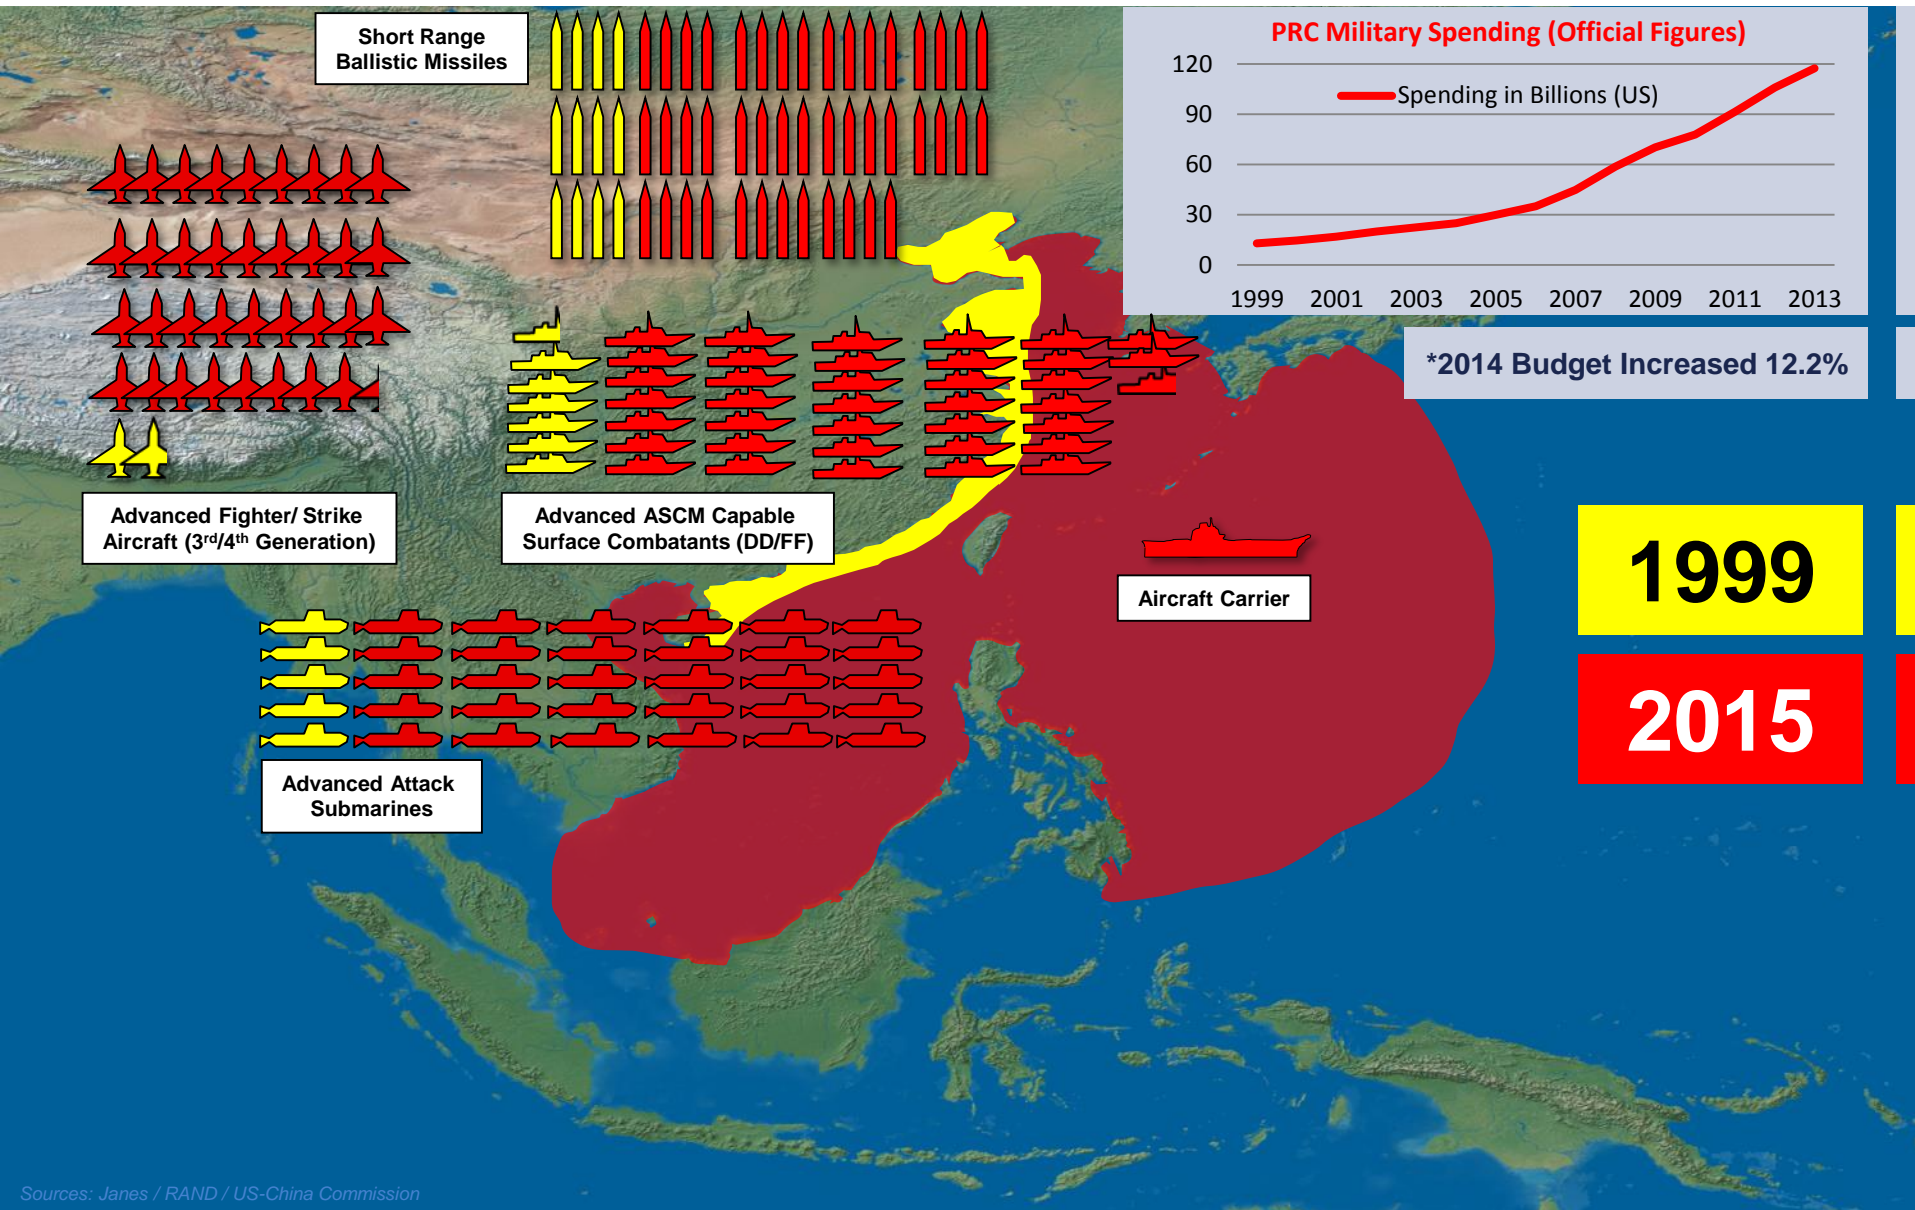 Short Range
Ballistic Missiles
PRC Military Spending (Official Figures)
120
Spending in Billions (US)
90
60
30
0
1999 2001 2003 2005 2007 2009 2011 2013
*2014 Budget Increased 12.2%
Advanced Fighter/ Strike
Aircraft (3rd/4th Generation)
Advanced ASCM Capable
Surface Combatants (DD/FF)
Aircraft Carrier
1999
2015
Advanced Attack
Submarines
Sources: Janes / RAND / US-China Commission